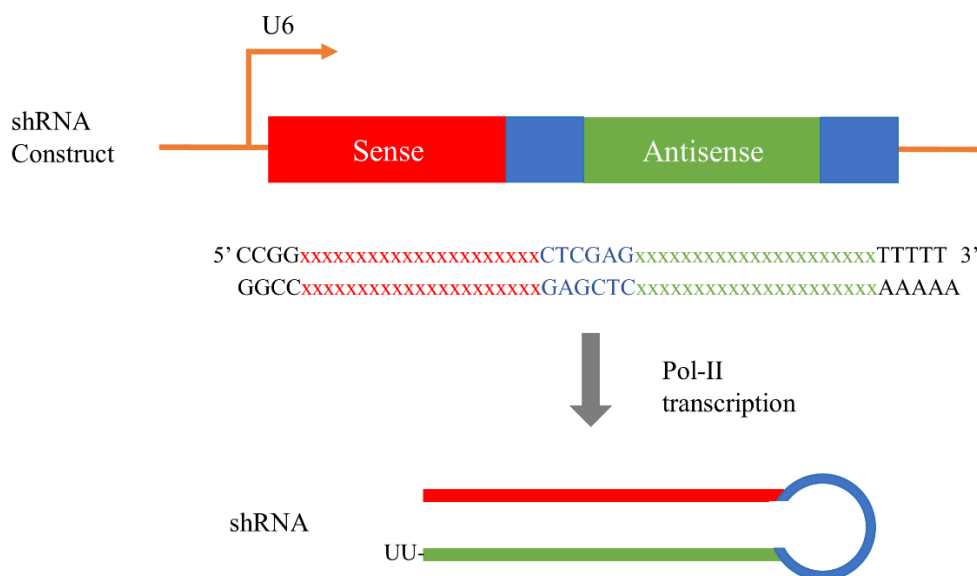 U6
shRNA
Construct
Sense
Antisense
5’ CCGGxxxxxxxxxxxxxxxxxxxxxCTCGAGxxxxxxxxxxxxxxxxxxxxxTTTTT 3’
GGCCxxxxxxxxxxxxxxxxxxxxxGAGCTCxxxxxxxxxxxxxxxxxxxxxAAAAA
Pol-II
transcription
shRNA
UU-